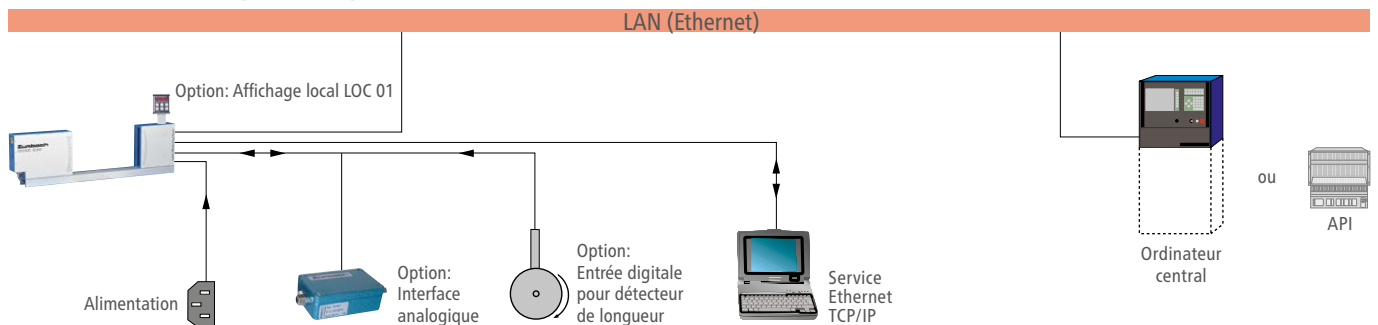 LAN (Ethernet)
Option: Affichage local LOC 01
Zumbach
Alimentation
Option:
Interface
analogique
Option:
Entrée digitale
pour détecteur
de longueur
Service
Ethernet
TCP/IP
Ordinateur
central
ou
API